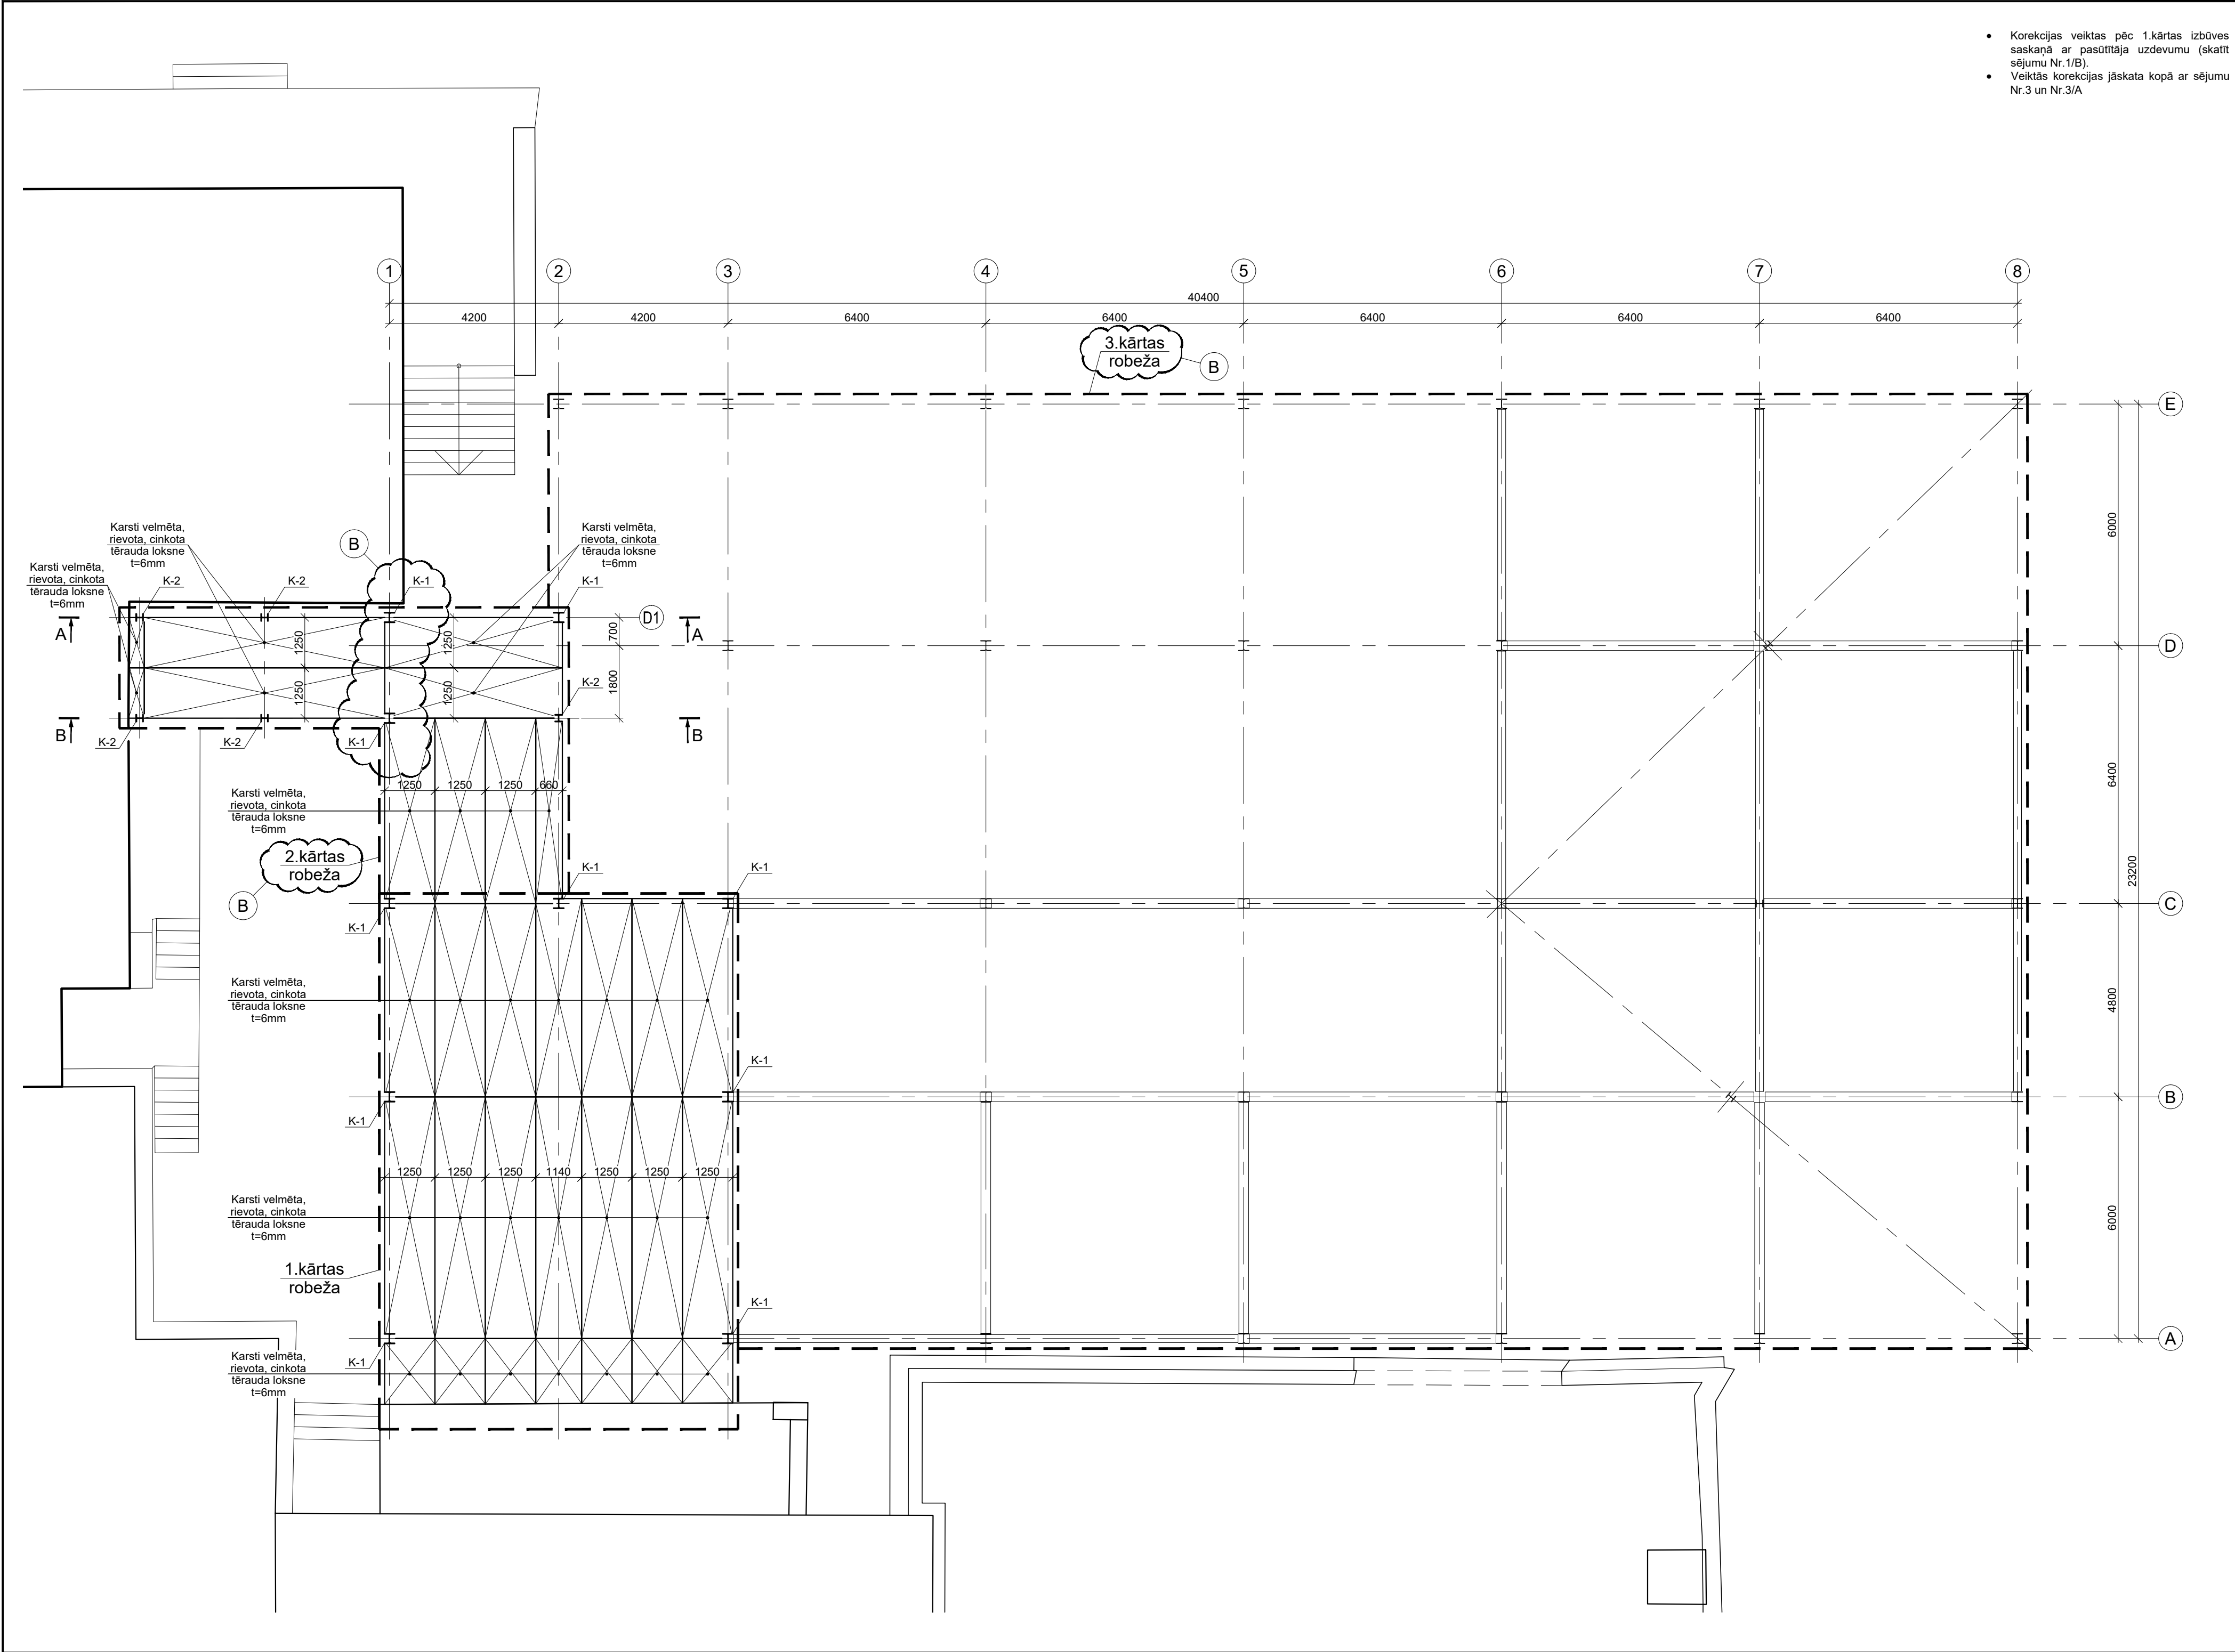 • Korekcijas veiktas pēc 1.kārtas izbūves
saskaņā ar pasūtītāja uzdevumu (skatīt
sējumu Nr.1/B).
• Veiktās korekcijas jāskata kopā ar sējumu
Nr.3 un Nr.3/A
1 2 3 4 5 6 7 8
40400
4200 4200 6400 6400 6400 6400 6400
3.kārtas
robeža
B
E
6000
Karsti velmēta,
rievota, cinkota
tērauda loksne
t=6mm
Karsti velmēta,
rievota, cinkota
tērauda loksne
t=6mm
B
Karsti velmēta,
rievota, cinkota
tērauda loksne
t=6mm
K-2 K-2 K-1 K-1
D1
A A
1250 1250 700
D
1250 1250 1800
K-2
B B
K-2 K-2 K-1
6400
1250 1250 1250 660
Karsti velmēta,
rievota, cinkota
tērauda loksne
t=6mm
2.kārtas
robeža
B
K-1 K-1
23200
C
K-1
Karsti velmēta,
rievota, cinkota
tērauda loksne
t=6mm
4800
K-1
B
K-1
1250 1250 1250 1140 1250 1250 1250
Karsti velmēta,
rievota, cinkota
tērauda loksne
t=6mm
6000
1.kārtas
robeža
K-1
A
Karsti velmēta,
rievota, cinkota
tērauda loksne
t=6mm
K-1